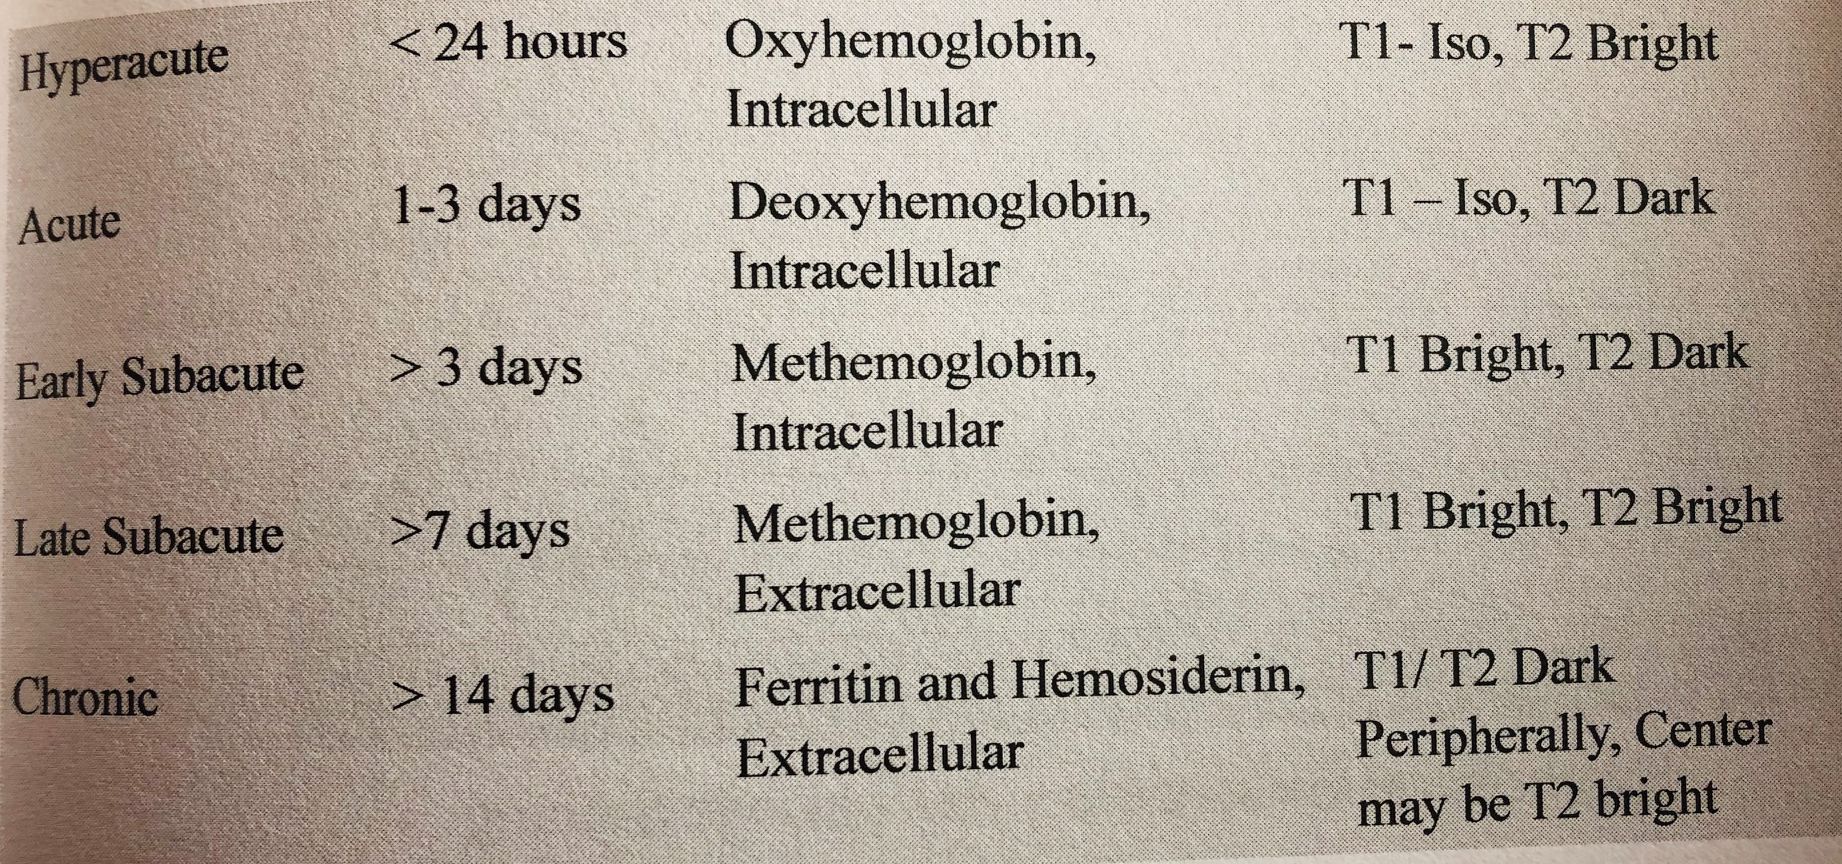 Hyperacute < 24 hours Oxyhemoglobin, T1- Iso, T2 Bright
Intracellular
Acute 1-3 days Deoxyhemoglobin, T1 – Iso, T2 Dark
Intracellular
Early Subacute > 3 days Methemoglobin, T1 Bright, T2 Dark
Intracellular
Late Subacute >7 days Methemoglobin, T1 Bright, T2 Bright
Extracellular
Chronic > 14 days Ferritin and Hemosiderin, T1/ T2 Dark
Extracellular Peripherally, Center
may be T2 bright